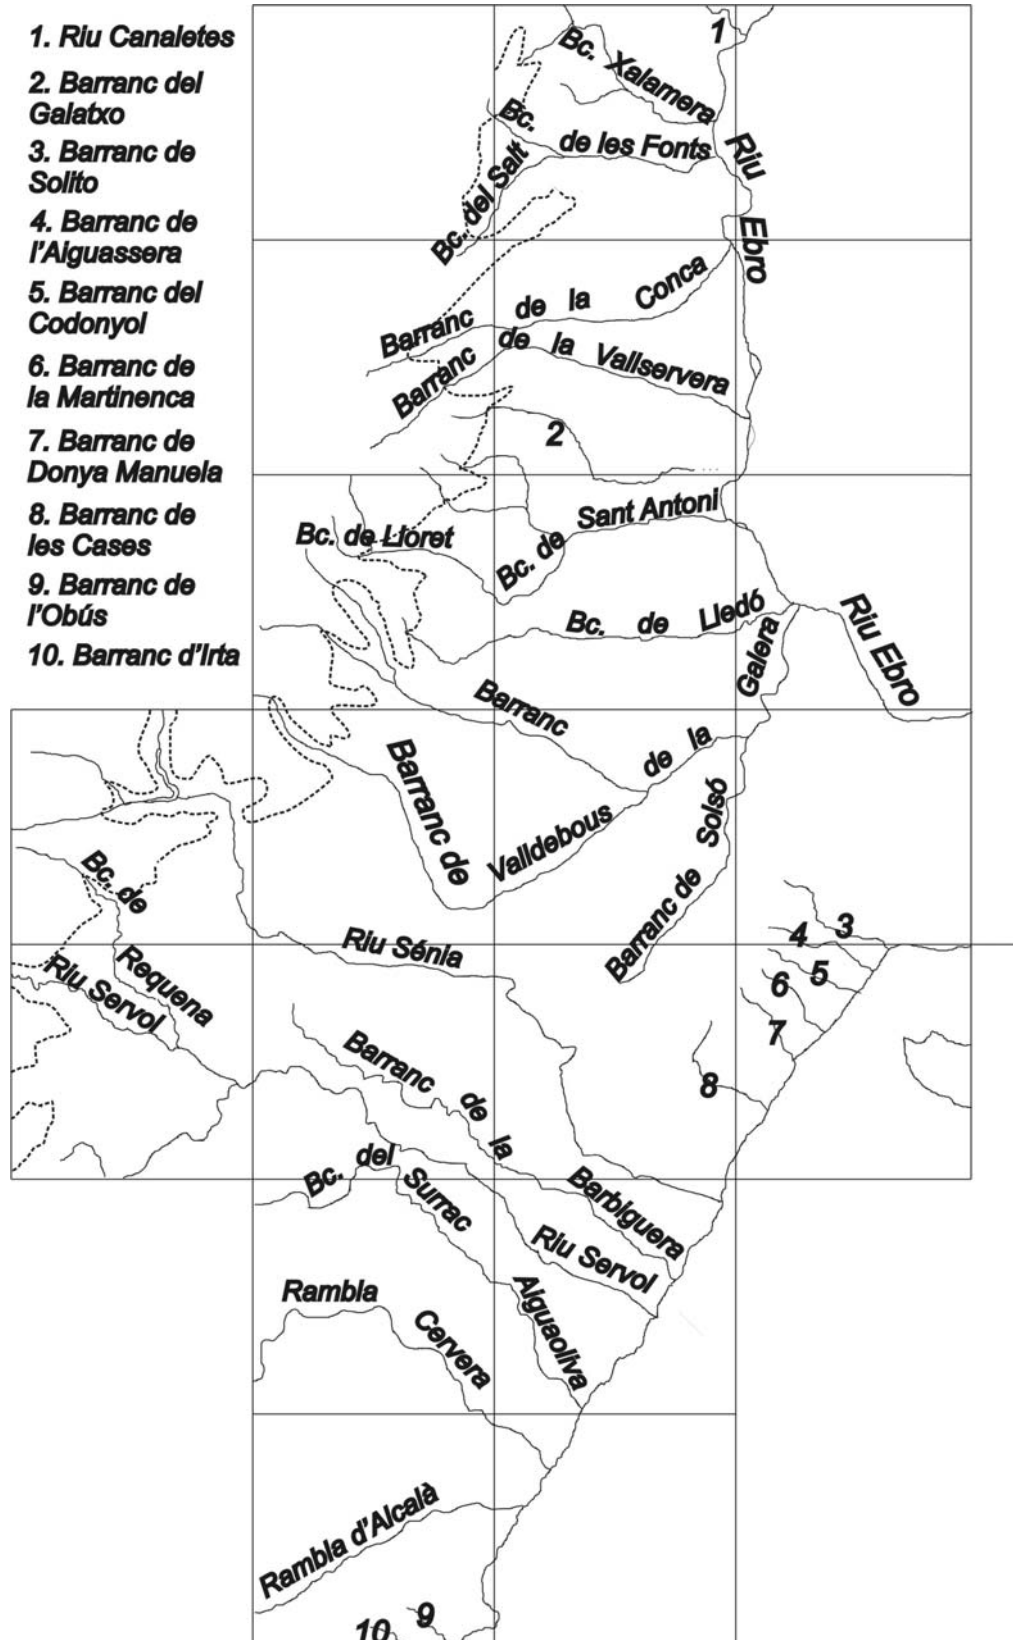 1. Riu Canaletes
2. Barranc del
Galatxo
3. Barranc de
Solito
4. Barranc de
l'Aiguassera
5. Barranc del
Codonyol
6. Barranc de
la Martinenca
7. Barranc de
Donya Manuela
8. Barranc de
les Cases
9. Barranc de
l'Obús
10. Barranc d'Irta
1
Bc. Xalamera
Bc. de les Fonts
Riu Ebro
Bc. del Salt
Barranc de la Conca
Barranc de la Vallservera
2
Bc. de Sant Antoni
Bc. de Lloret
Bc. de Lledó
Riu Ebro
Barranc de la Galera
Barranc de Valldebous
Barranc de Solsó
Bc. de Requena
3
4
5
6
7
8
Riu Sénia
Riu Servol
Barranc de la Barbiguera
Bc. del Surrac
Riu Servol
Aiguaoliva
Rambla Cervera
Rambla d'Alcalà
9
10